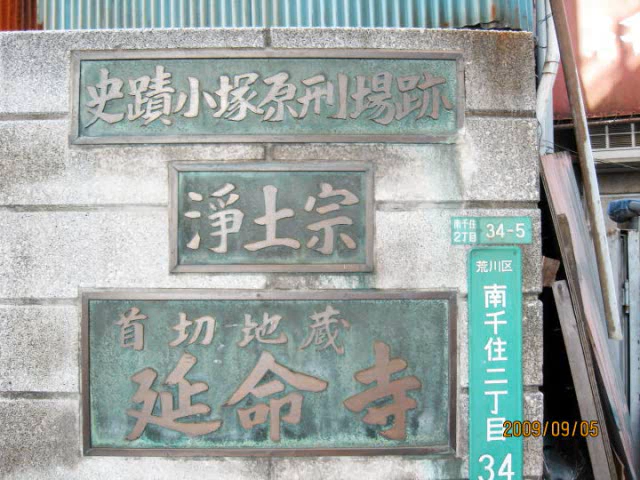 史蹟小塚原刑場跡
淨土宗
首切地蔵
延命寺
南千住
2丁目
34-5
荒川区
南千住二丁目
34
2009/09/05